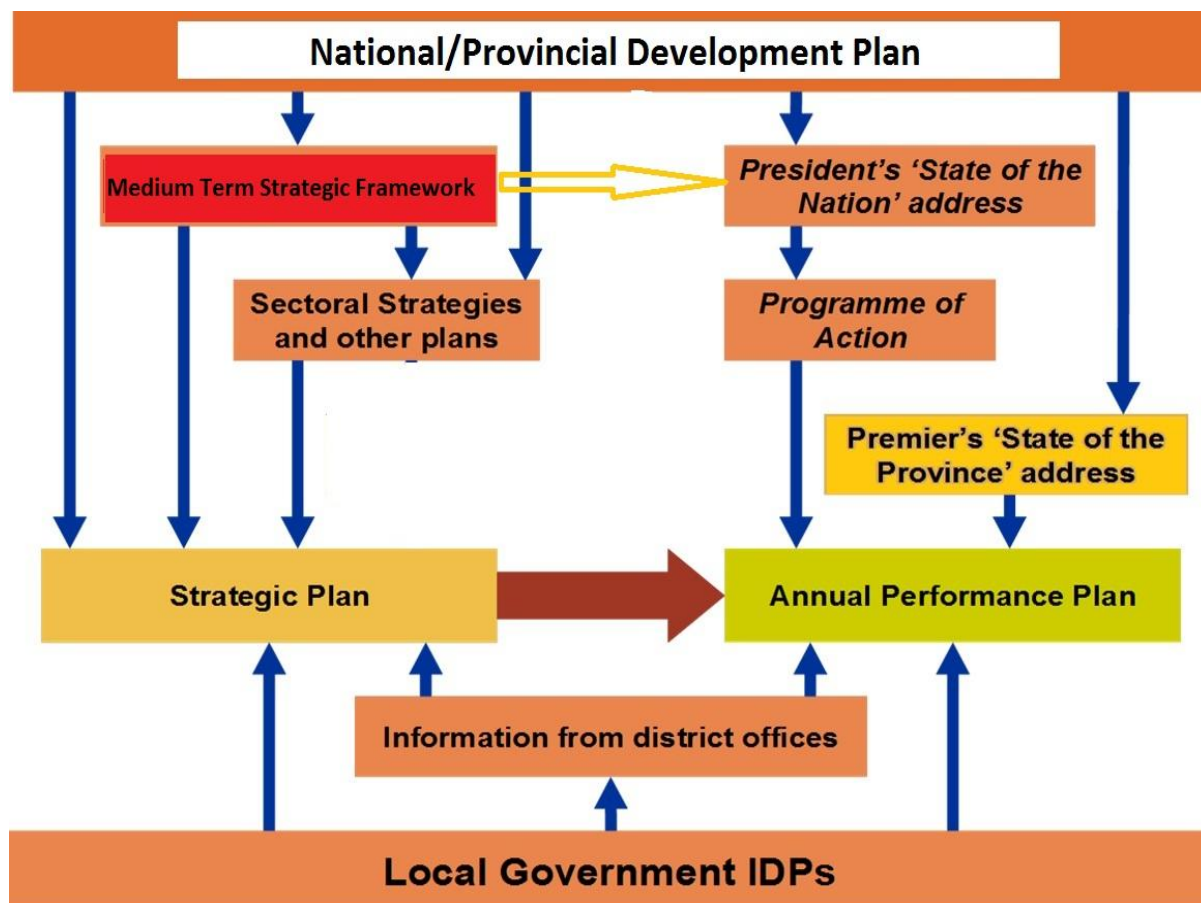 National/Provincial Development Plan
Medium Term Strategic Framework
President's 'State of the
Nation' address
Sectoral Strategies
and other plans
Programme of
Action
Premier's 'State of the
Province' address
Strategic Plan
Annual Performance Plan
Information from district offices
Local Government IDPs